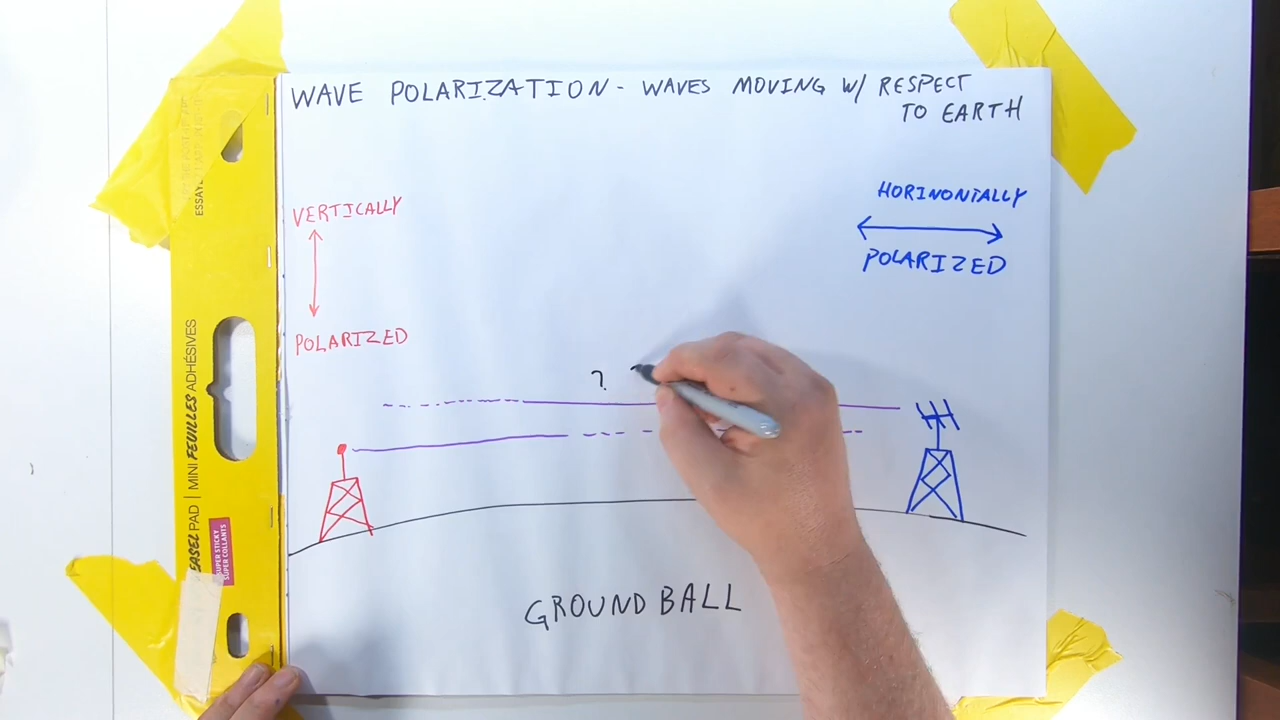 WAVE POLARIZATION - WAVES MOVING W/ RESPECT
TO EARTH
VERTICALLY
POLARIZED
HORINONTALLY
POLARIZED
?
GROUND BALL
EASEL PAD | MINI FEUILLES ADHÉSIVES
SUPER STICKY
SUPER COLLANTS